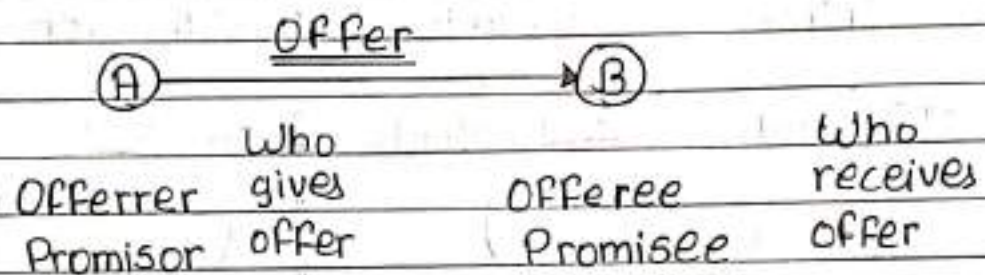 Offer
A B
Who Who
Offerrer gives Offeree receives
Promisor offer Promisee offer